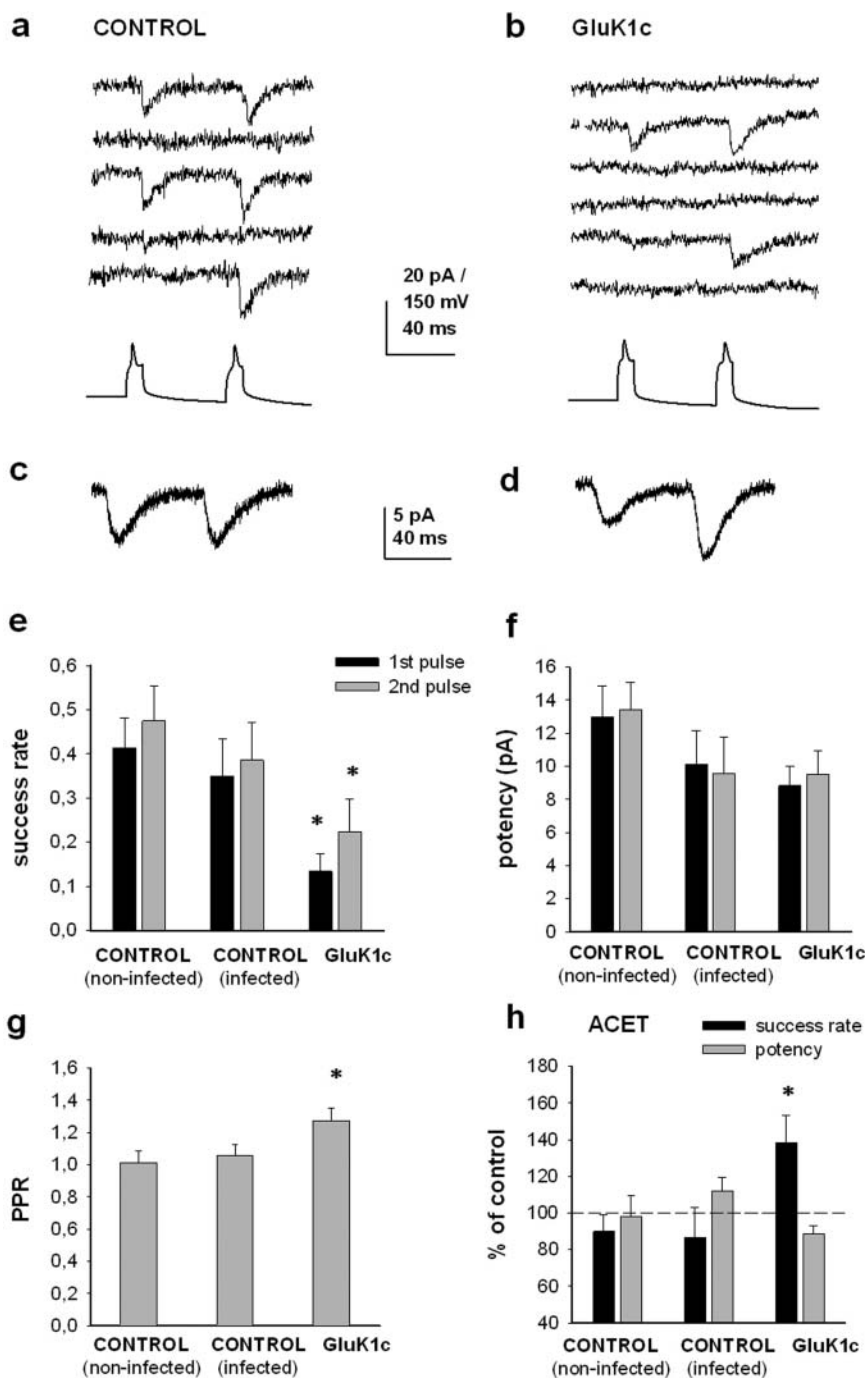 a CONTROL
b GluK1c
20 pA /
150 mV
40 ms
c
d
5 pA
40 ms
e
1st pulse
2nd pulse
success rate
0,6
0,5
0,4
0,3
0,2
0,1
0,0
* *
CONTROL CONTROL GluK1c
(non-infected) (infected)
f
potency (pA)
16
14
12
10
8
6
4
2
0
CONTROL CONTROL GluK1c
(non-infected) (infected)
g
PPR
1,6
1,4
1,2
1,0
0,8
0,6
0,4
0,2
0,0
*
CONTROL CONTROL GluK1c
(non-infected) (infected)
h ACET
success rate
potency
% of control
180
160
140
120
100
80
60
40
*
CONTROL CONTROL GluK1c
(non-infected) (infected)